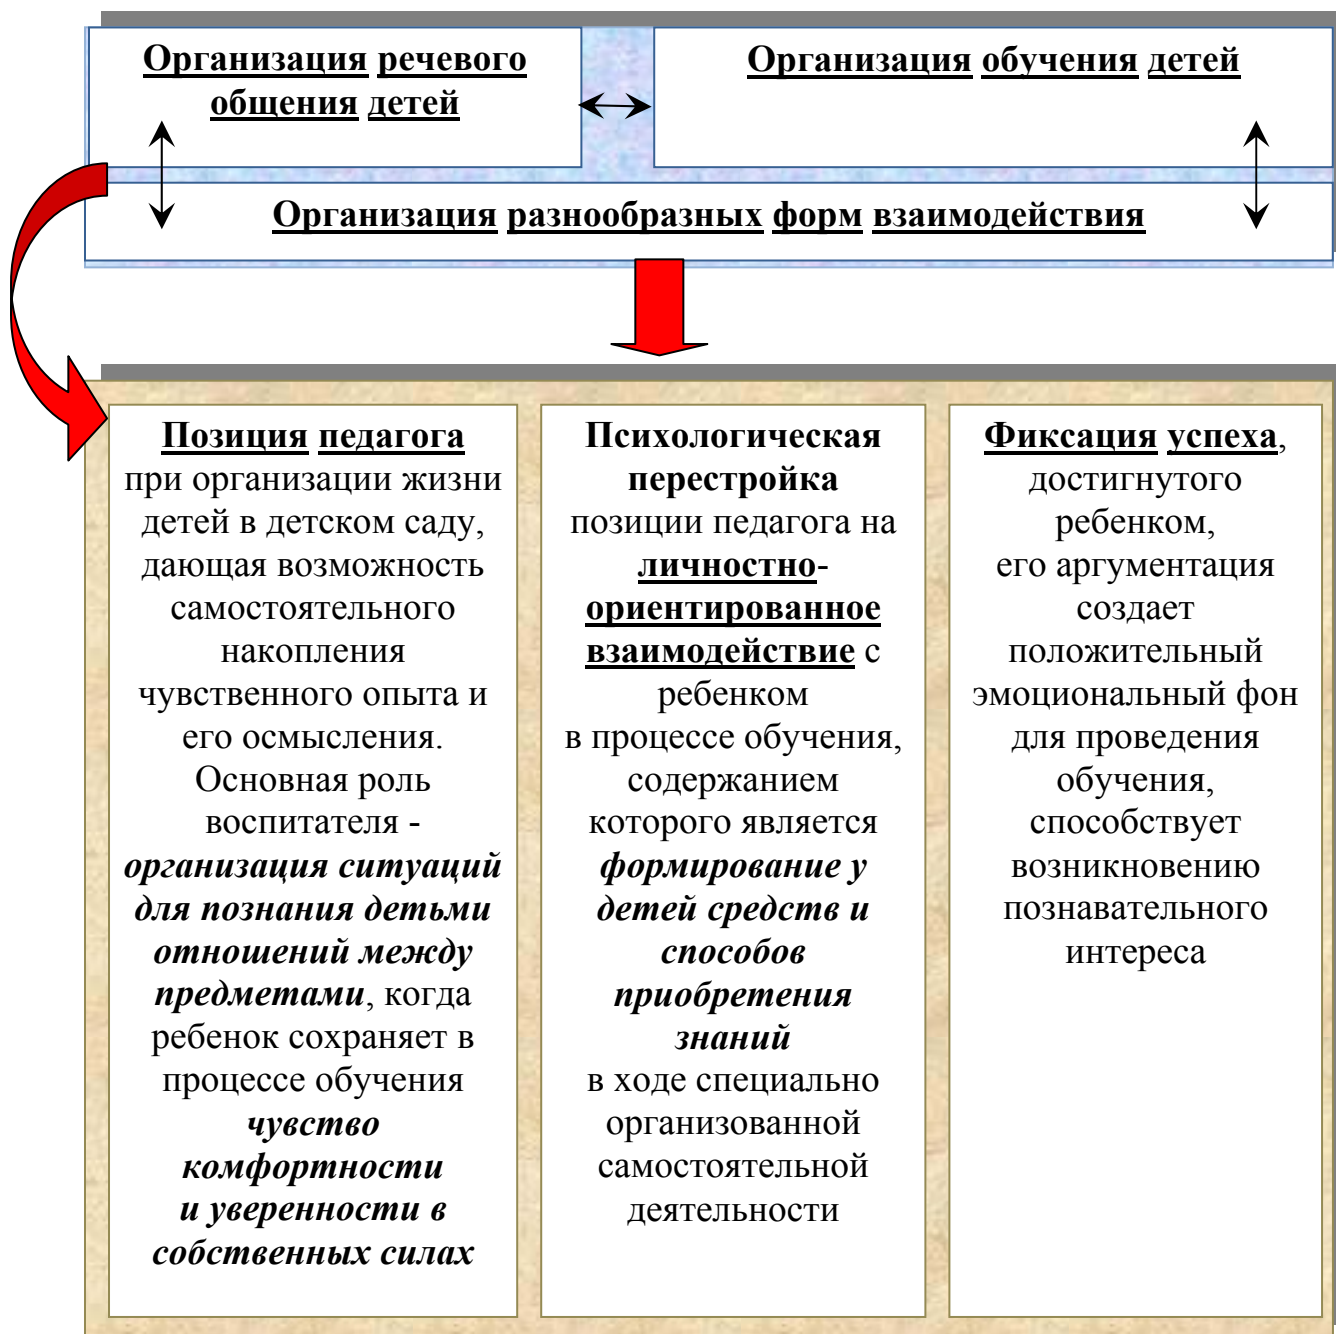 Организация речевого
общения детей
Организация обучения детей
Организация разнообразных форм взаимодействия
Позиция педагога
при организации жизни
детей в детском саду,
дающая возможность
самостоятельного
накопления
чувственного опыта и
его осмысления.
Основная роль
воспитателя -
организация ситуаций
для познания детьми
отношений между
предметами, когда
ребенок сохраняет в
процессе обучения
чувство
комфортности
и уверенности в
собственных силах
Психологическая
перестройка
позиции педагога на
личностно-
ориентированное
взаимодействие с
ребенком
в процессе обучения,
содержанием
которого является
формирование у
детей средств и
способов
приобретения
знаний
в ходе специально
организованной
самостоятельной
деятельности
Фиксация успеха,
достигнутого
ребенком,
его аргументация
создает
положительный
эмоциональный фон
для проведения
обучения,
способствует
возникновению
познавательного
интереса